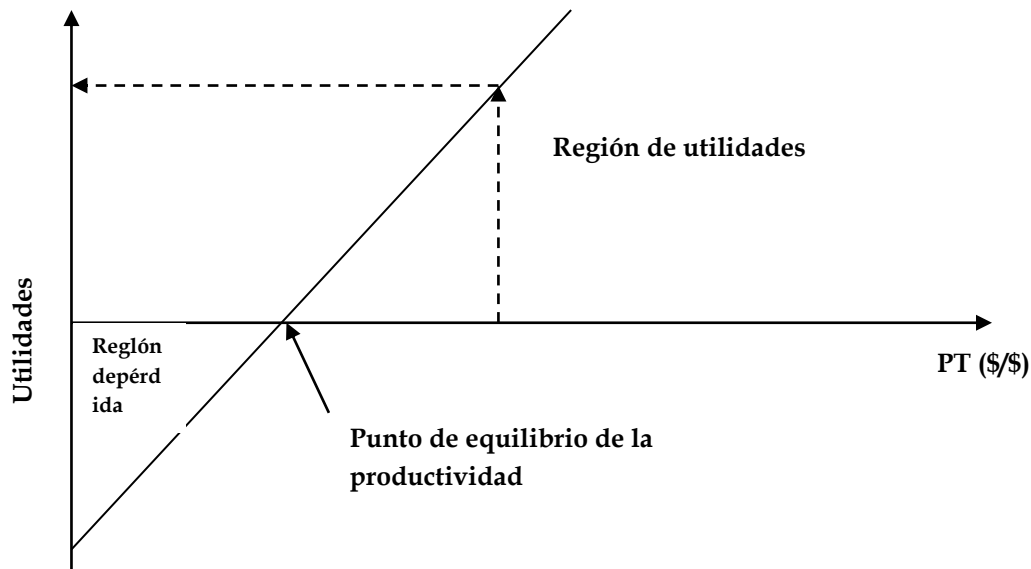 Región de utilidades
Utilidades
Reglón
depérd
ida
PT ($/$)
Punto de equilibrio de la
productividad